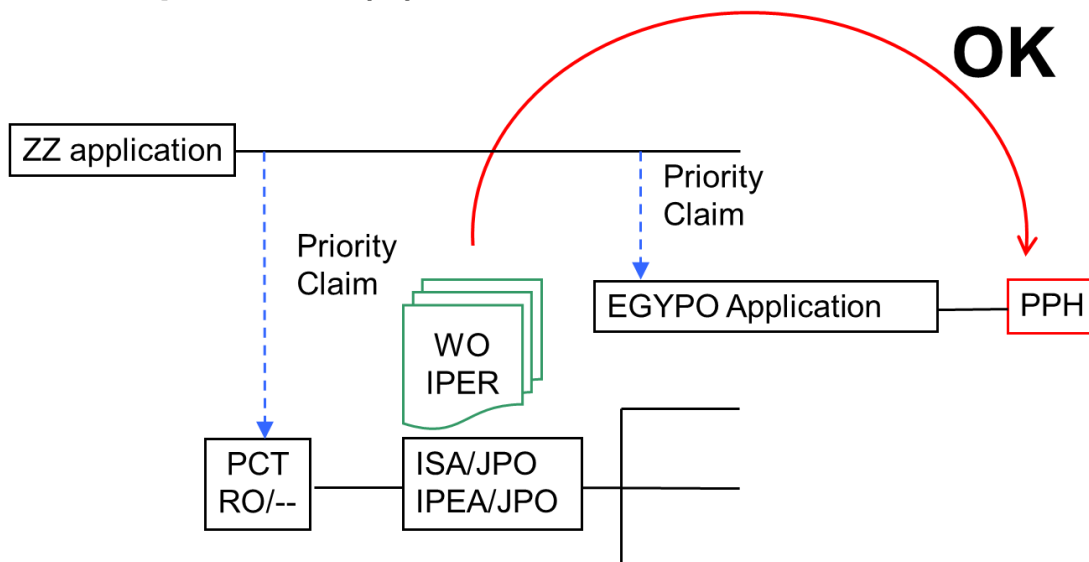 OK
ZZ application
Priority
Claim
Priority
Claim
EGYPO Application
PPH
WO
IPER
PCT
RO/--
ISA/JPO
IPEA/JPO